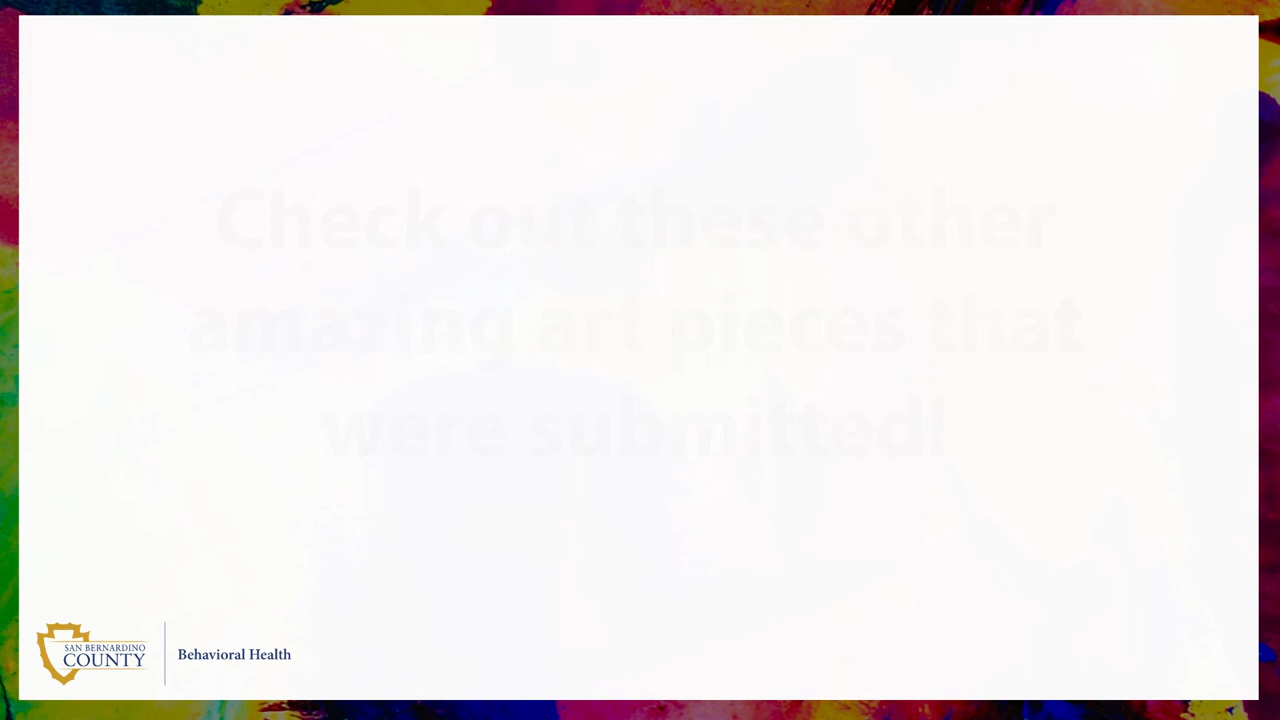 Check out these other
amazing art pieces that
were submitted!
SAN BERNARDINO
COUNTY
Behavioral Health